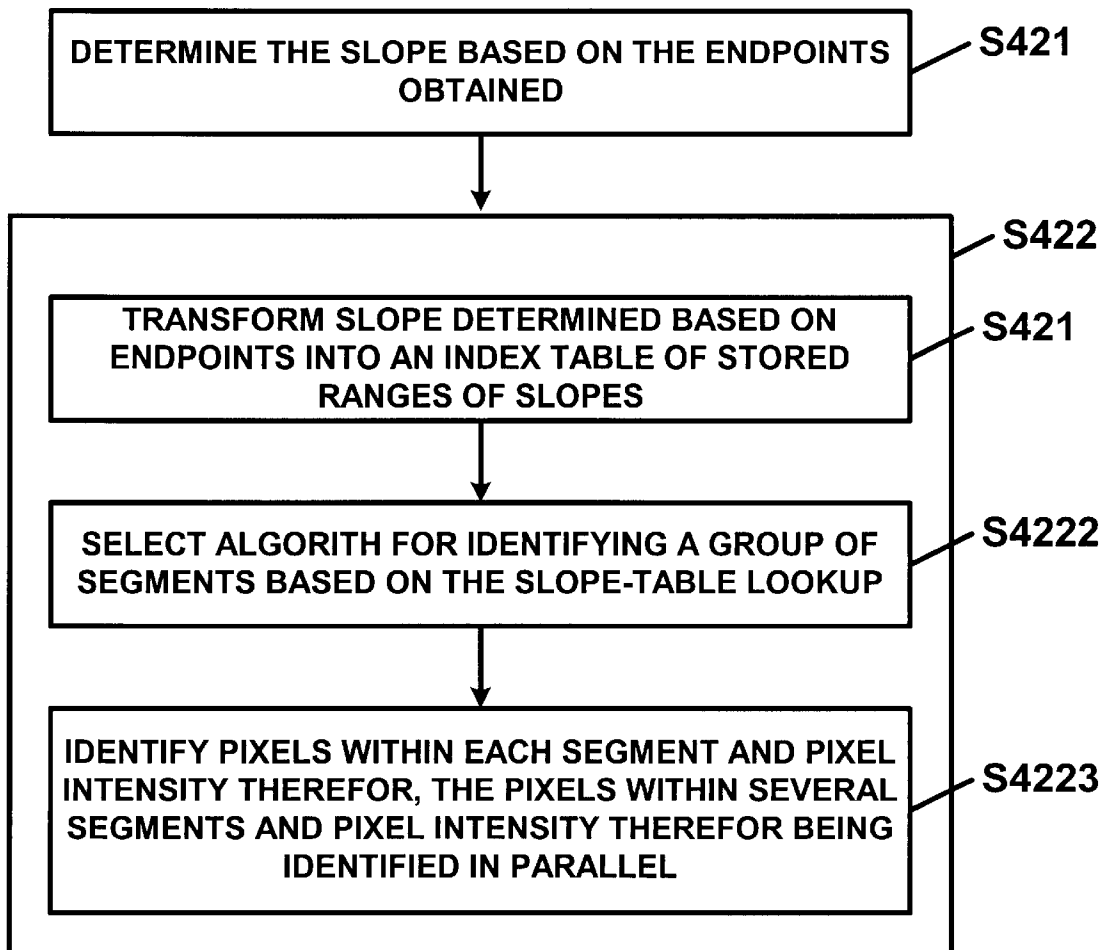 DETERMINE THE SLOPE BASED ON THE ENDPOINTS
OBTAINED
S421
S422
TRANSFORM SLOPE DETERMINED BASED ON
ENDPOINTS INTO AN INDEX TABLE OF STORED
RANGES OF SLOPES
S421
SELECT ALGORITH FOR IDENTIFYING A GROUP OF
SEGMENTS BASED ON THE SLOPE-TABLE LOOKUP
S4222
IDENTIFY PIXELS WITHIN EACH SEGMENT AND PIXEL
INTENSITY THEREFOR, THE PIXELS WITHIN SEVERAL
SEGMENTS AND PIXEL INTENSITY THEREFOR BEING
IDENTIFIED IN PARALLEL
S4223